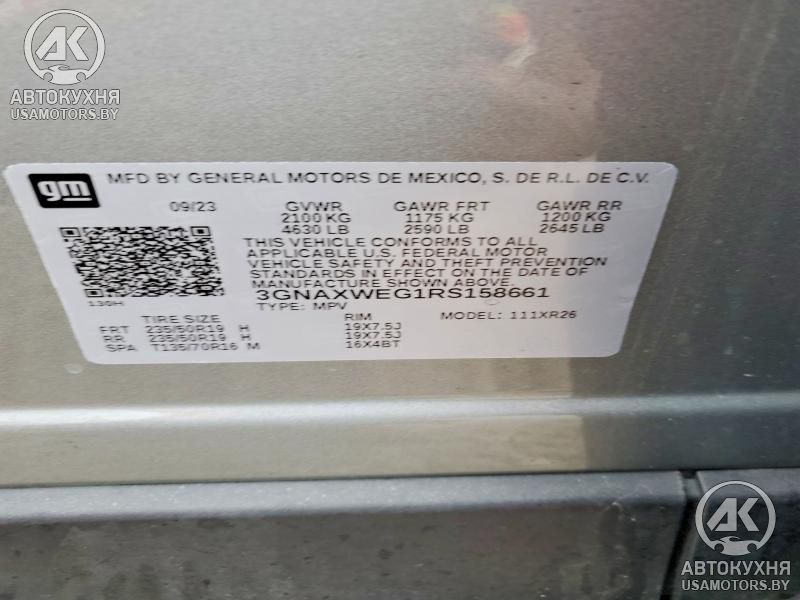 AK
АВТОКУХНЯ
USAMOTORS.BY
gm MFD BY GENERAL MOTORS DE MEXICO, S. DE R.L. DE C.V.
09/23 GVWR GAWR FRT GAWR RR
2100 KG 1175 KG 1200 KG
4630 LB 2590 LB 2645 LB
THIS VEHICLE CONFORMS TO ALL
APPLICABLE U.S. FEDERAL MOTOR
VEHICLE SAFETY AND THEFT PREVENTION
STANDARDS IN EFFECT ON THE DATE OF
MANUFACTURE SHOWN ABOVE.
130H 3GNAXWEG1RS158661
TYPE: MPV MODEL: 111XR26
TIRE SIZE RIM
FRT 235/50R19 H 19X7.5J
RR 235/50R19 H 19X7.5J
SPA T135/70R16 M 16X4BT
AK
АВТОКУХНЯ
USAMOTORS.BY